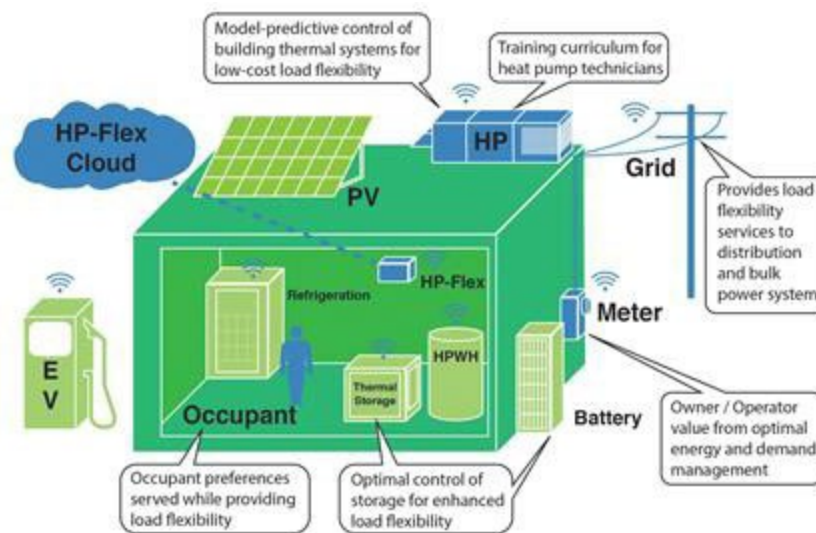 Model-predictive control of
building thermal systems for
low-cost load flexibility
Training curriculum for
heat pump technicians
HP-Flex
Cloud
HP
PV
Grid
Provides load
flexibility
services to
distribution
and bulk
power system
HP-Flex
Refrigeration
Meter
E
V
HPWH
Thermal
Storage
Occupant
Battery
Owner / Operator
value from optimal
energy and demand
management
Occupant preferences
served while providing
load flexibility
Optimal control of
storage for enhanced
load flexibility